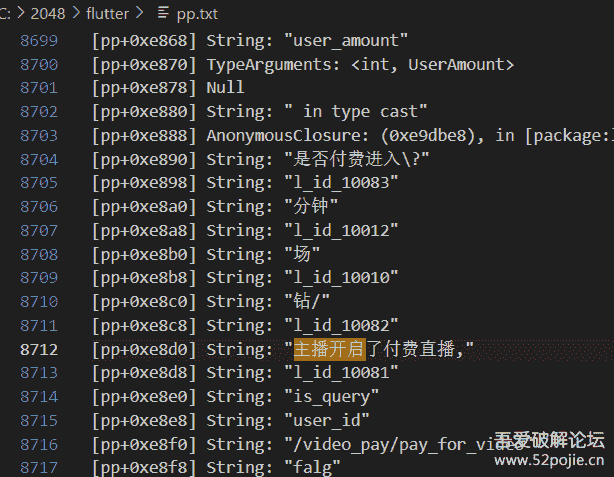 C: > 2048 > flutter > pp.txt
8699 [pp+0xe868] String: "user_amount"
8700 [pp+0xe870] TypeArguments: <int, UserAmount>
8701 [pp+0xe878] Null
8702 [pp+0xe880] String: " in type cast"
8703 [pp+0xe888] AnonymousClosure: (0xe9dbe8), in [package:
8704 [pp+0xe890] String: "是否付费进入\?"
8705 [pp+0xe898] String: "l_id_10083"
8706 [pp+0xe8a0] String: "分钟"
8707 [pp+0xe8a8] String: "l_id_10012"
8708 [pp+0xe8b0] String: "场"
8709 [pp+0xe8b8] String: "l_id_10010"
8710 [pp+0xe8c0] String: "钻/"
8711 [pp+0xe8c8] String: "l_id_10082"
8712 [pp+0xe8d0] String: "主播开启了付费直播,"
8713 [pp+0xe8d8] String: "l_id_10081"
8714 [pp+0xe8e0] String: "is_query"
8715 [pp+0xe8e8] String: "user_id"
8716 [pp+0xe8f0] String: "/video_pay/pay_for_video"
8717 [pp+0xe8f8] String: "falg"
吾爱破解论坛
www.52pojie.cn